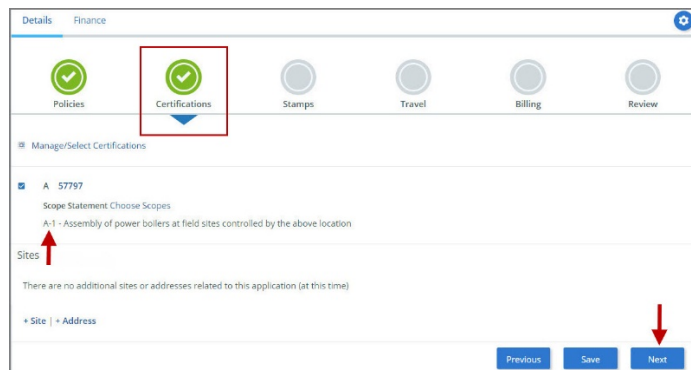 Details Finance
Policies Certifications Stamps Travel Billing Review
Manage/Select Certifications
A 57797
Scope Statement Choose Scopes
A-1 - Assembly of power boilers at field sites controlled by the above location
Sites
There are no additional sites or addresses related to this application (at this time)
+ Site | + Address
Previous Save Next